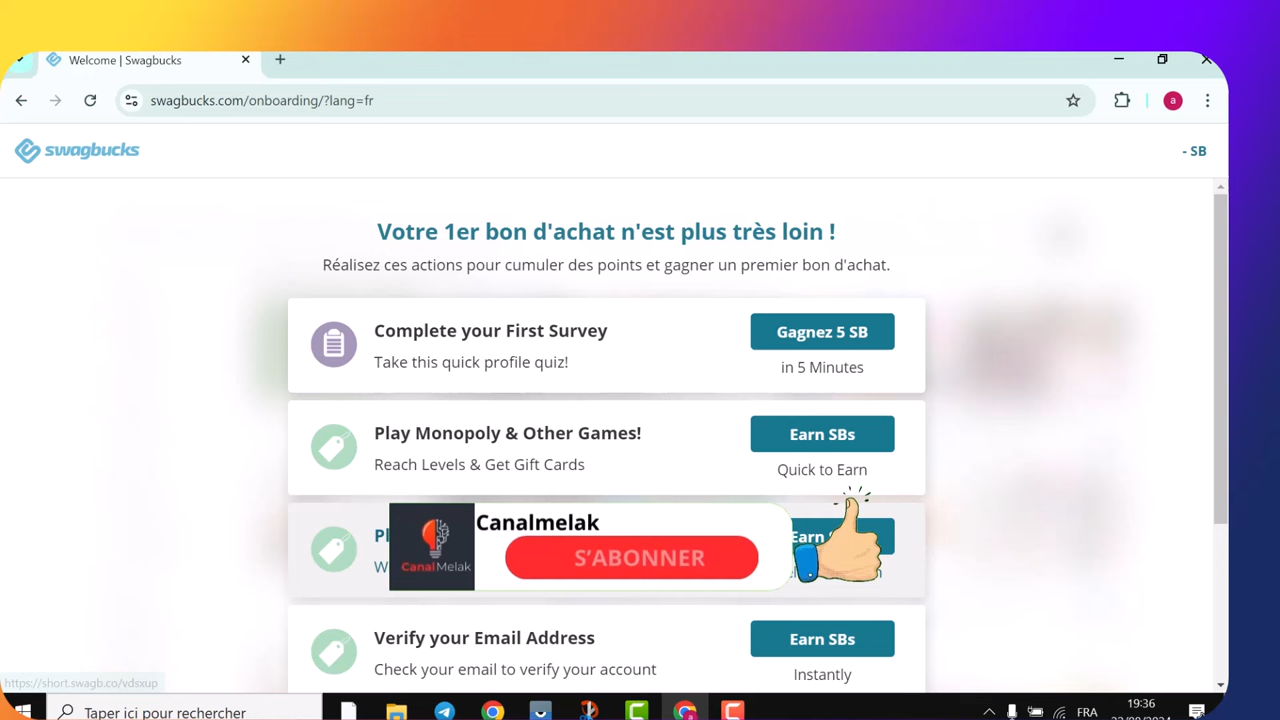 Welcome | Swagbucks
swagbucks.com/onboarding/?lang=fr
a
swagbucks
- SB
Votre 1er bon d'achat n'est plus très loin !
Réalisez ces actions pour cumuler des points et gagner un premier bon d'achat.
Complete your First Survey
Gagnez 5 SB
Take this quick profile quiz!
in 5 Minutes
Play Monopoly & Other Games!
Earn SBs
Reach Levels & Get Gift Cards
Quick to Earn
Canalmelak
Pl
Earn
S'ABONNER
CanalMelak
W
Verify your Email Address
Earn SBs
Check your email to verify your account
Instantly
https://short.swagb.co/vdsxup
Taper ici pour rechercher
FRA
19:36